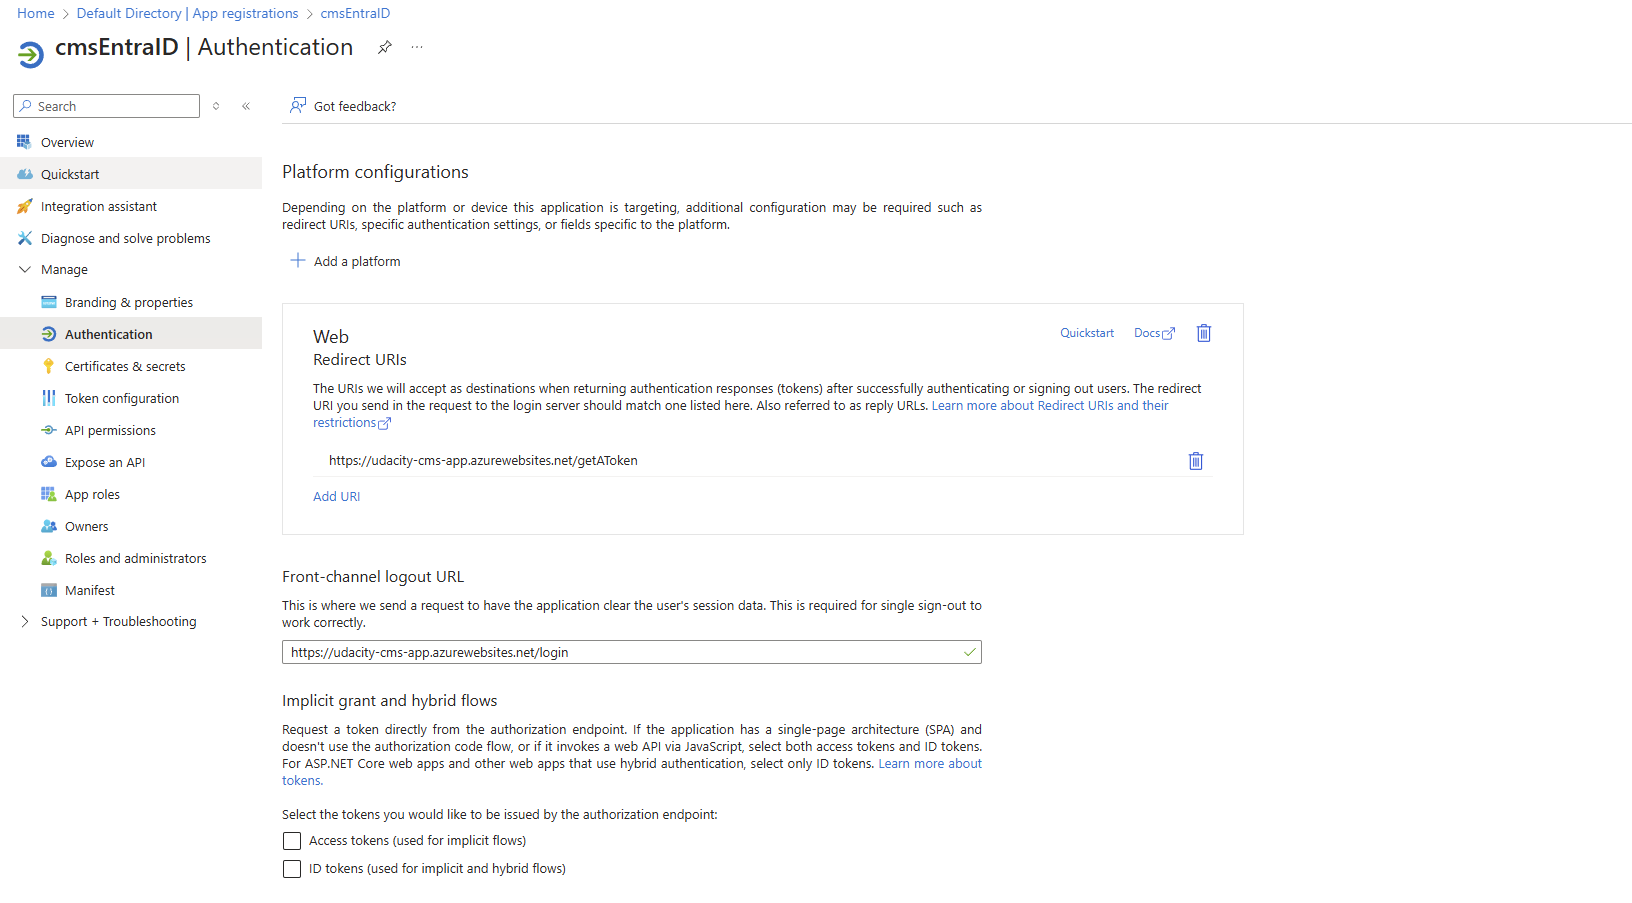 Home > Default Directory | App registrations > cmsEntraID
cmsEntraID | Authentication
Search
Got feedback?
Overview
Quickstart
Integration assistant
Diagnose and solve problems
Manage
Branding & properties
Authentication
Certificates & secrets
Token configuration
API permissions
Expose an API
App roles
Owners
Roles and administrators
Manifest
Support + Troubleshooting
Platform configurations
Depending on the platform or device this application is targeting, additional configuration may be required such as
redirect URIs, specific authentication settings, or fields specific to the platform.
Add a platform
Web
Quickstart
Docs
Redirect URIs
The URIs we will accept as destinations when returning authentication responses (tokens) after successfully authenticating or signing out users. The redirect
URI you send in the request to the login server should match one listed here. Also referred to as reply URLs. Learn more about Redirect URIs and their
restrictions
https://udacity-cms-app.azurewebsites.net/getAToken
Add URI
Front-channel logout URL
This is where we send a request to have the application clear the user's session data. This is required for single sign-out to
work correctly.
https://udacity-cms-app.azurewebsites.net/login
Implicit grant and hybrid flows
Request a token directly from the authorization endpoint. If the application has a single-page architecture (SPA) and
doesn't use the authorization code flow, or if it invokes a web API via JavaScript, select both access tokens and ID tokens.
For ASP.NET Core web apps and other web apps that use hybrid authentication, select only ID tokens. Learn more about
tokens.
Select the tokens you would like to be issued by the authorization endpoint:
Access tokens (used for implicit flows)
ID tokens (used for implicit and hybrid flows)